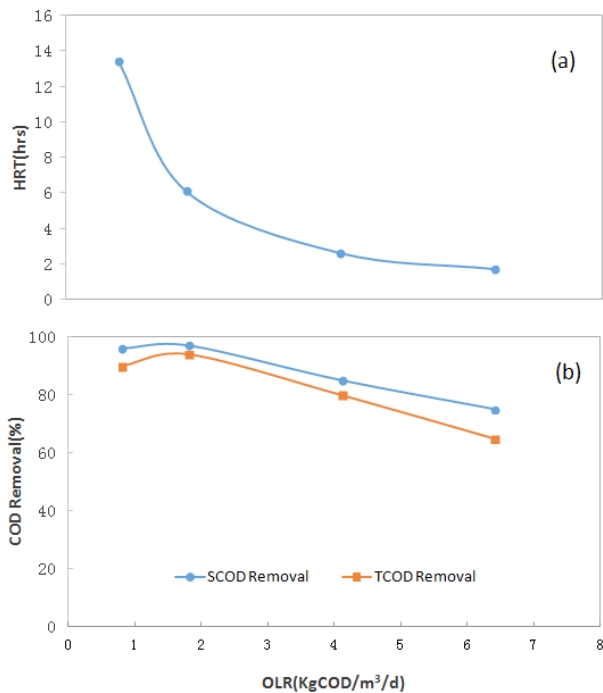 16
14
12
10
8
6
4
2
0
HRT(hrs)
(a)
100
80
60
40
20
0
COD Removal(%)
(b)
SCOD Removal
TCOD Removal
0 1 2 3 4 5 6 7 8
OLR(KgCOD/m³/d)